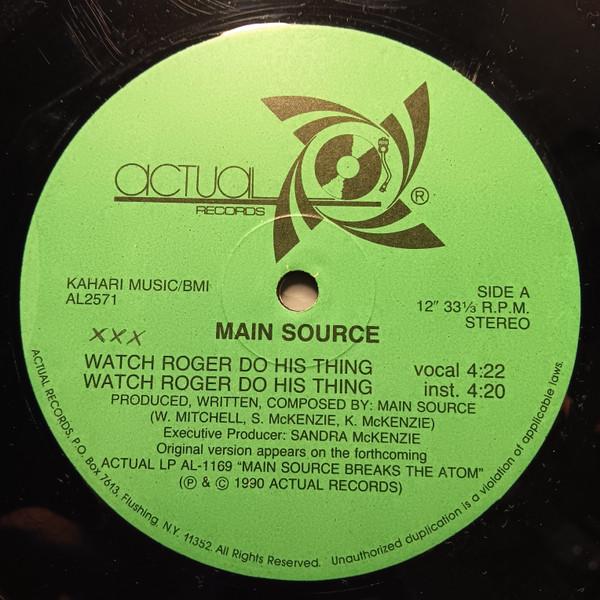 actual
RECORDS
®
KAHARI MUSIC/BMI
AL2571
SIDE A
12" 33⅓ R.P.M.
STEREO
XXX
MAIN SOURCE
WATCH ROGER DO HIS THING vocal 4:22
WATCH ROGER DO HIS THING inst. 4:20
PRODUCED, WRITTEN, COMPOSED BY: MAIN SOURCE
(W. MITCHELL, S. McKENZIE, K. McKENZIE)
Executive Producer: SANDRA McKENZIE
Original version appears on the forthcoming
ACTUAL LP AL-1169 "MAIN SOURCE BREAKS THE ATOM"
(℗ & © 1990 ACTUAL RECORDS)
ACTUAL RECORDS, P.O. Box 7613, Flushing, N.Y. 11352. All Rights Reserved. Unauthorized duplication is a violation of applicable laws.